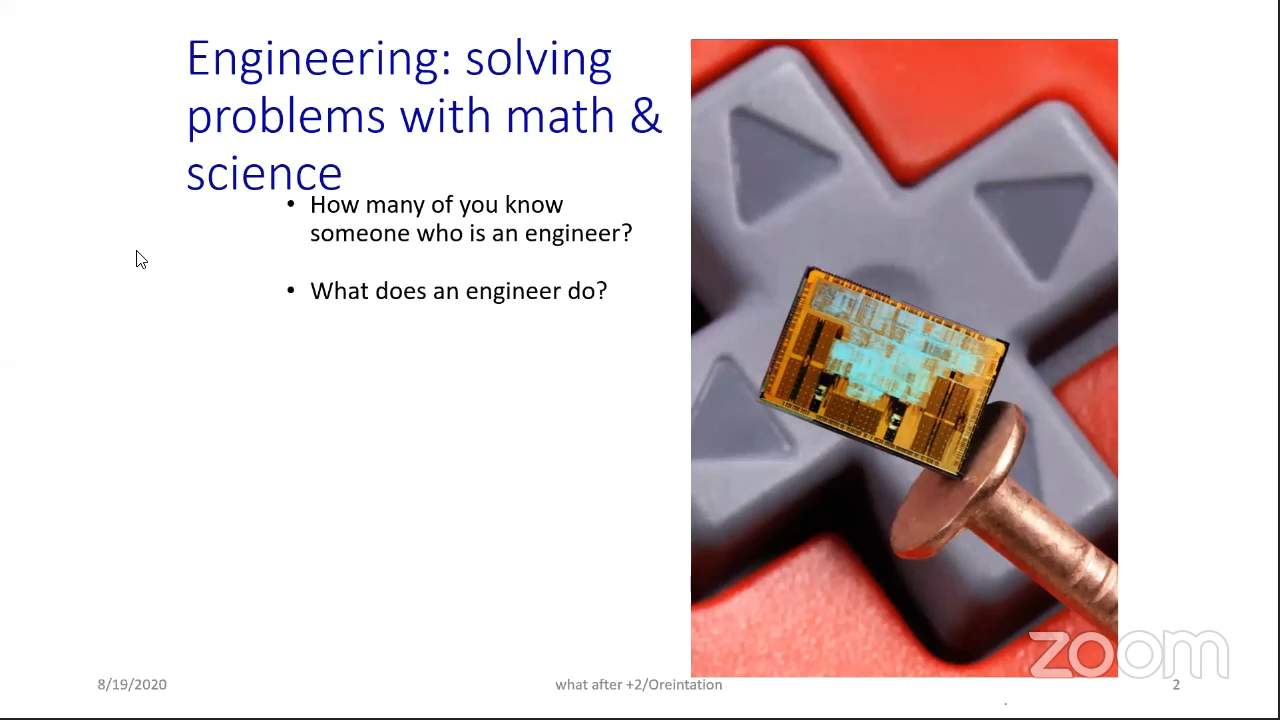 Engineering: solving
problems with math &
science
• How many of you know
someone who is an engineer?
• What does an engineer do?
zoom
8/19/2020
what after +2/Oreintation
2